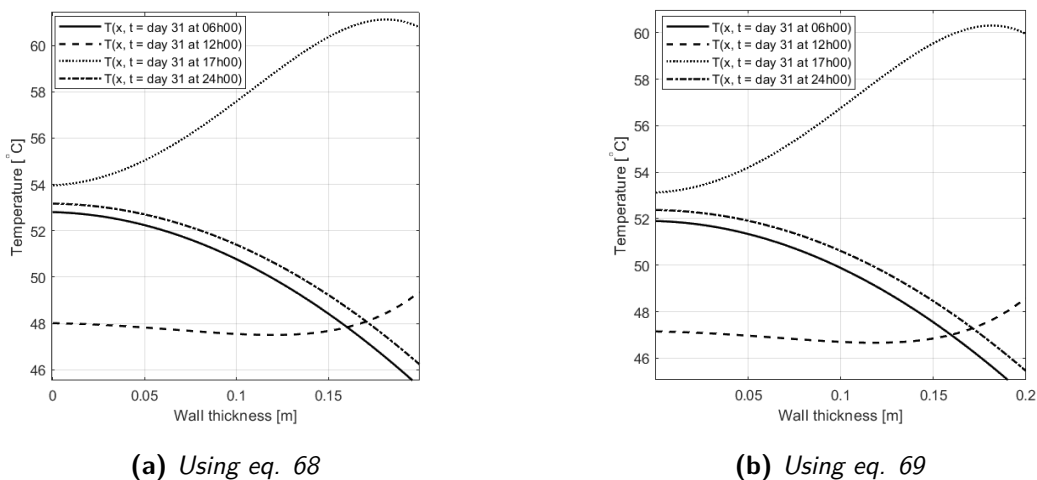 T(x, t = day 31 at 06h00)
T(x, t = day 31 at 12h00)
T(x, t = day 31 at 17h00)
T(x, t = day 31 at 24h00)
60
58
56
54
52
50
48
46
Temperature [°C]
0
0.05
0.1
0.15
Wall thickness [m]
(a) Using eq. 68
T(x, t = day 31 at 06h00)
T(x, t = day 31 at 12h00)
T(x, t = day 31 at 17h00)
T(x, t = day 31 at 24h00)
60
58
56
54
52
50
48
46
Temperature [°C]
0.05
0.1
0.15
0.2
Wall thickness [m]
(b) Using eq. 69